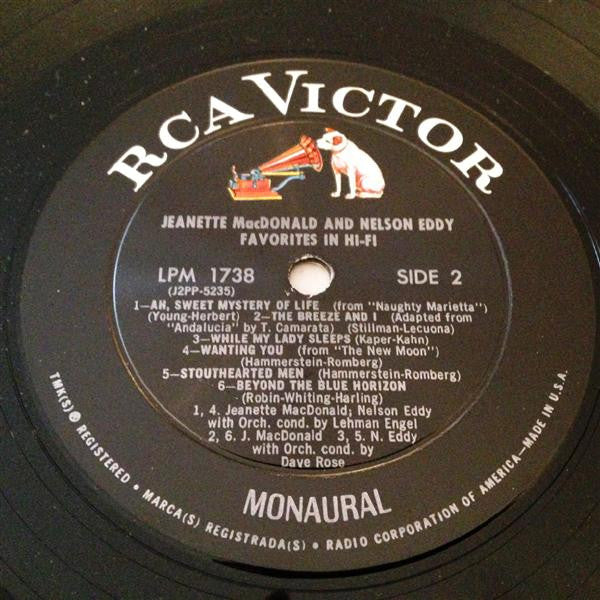 RCA VICTOR
JEANETTE MacDONALD AND NELSON EDDY
FAVORITES IN HI-FI
LPM 1738 SIDE 2
(J2PP-5235)
1—AH, SWEET MYSTERY OF LIFE (from "Naughty Marietta")
(Young-Herbert) 2—THE BREEZE AND I (Adapted from
"Andalucia" by T. Camarata) (Stillman-Lecuona)
3—WHILE MY LADY SLEEPS (Kaper-Kahn)
4—WANTING YOU (from "The New Moon")
(Hammerstein-Romberg)
5—STOUTHEARTED MEN (Hammerstein-Romberg)
6—BEYOND THE BLUE HORIZON
(Robin-Whiting-Harling)
1, 4. Jeanette MacDonald; Nelson Eddy
with Orch. cond. by Lehman Engel
2, 6. J. MacDonald 3, 5. N. Eddy
with Orch. cond. by
Dave Rose
MONAURAL
TMK(S) ® REGISTERED • MARCA(S) REGISTRADA(S) • RADIO CORPORATION OF AMERICA—MADE IN U.S.A.